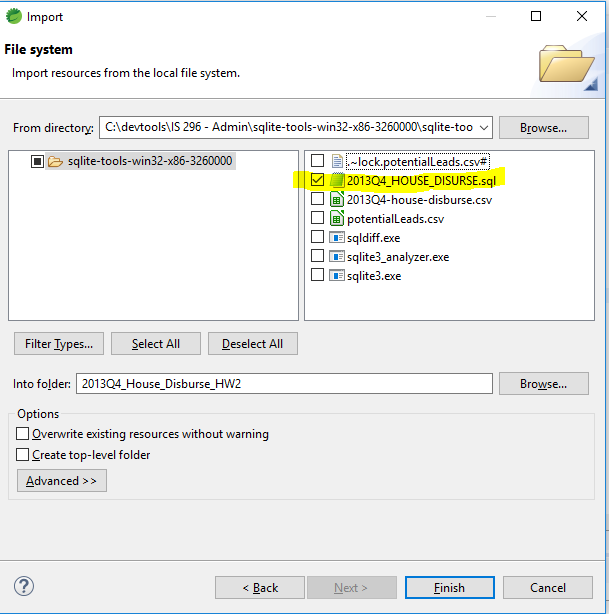 Import
File system
Import resources from the local file system.
From directory: C:\devtools\IS 296 - Admin\sqlite-tools-win32-x86-3260000\sqlite-too
Browse...
sqlite-tools-win32-x86-3260000
.~lock.potentialLeads.csv#
2013Q4_HOUSE_DISURSE.sql
2013Q4-house-disburse.csv
potentialLeads.csv
sqldiff.exe
sqlite3_analyzer.exe
sqlite3.exe
Filter Types...
Select All
Deselect All
Into folder: 2013Q4_House_Disburse_HW2
Browse...
Options
Overwrite existing resources without warning
Create top-level folder
Advanced >>
?
< Back
Next >
Finish
Cancel